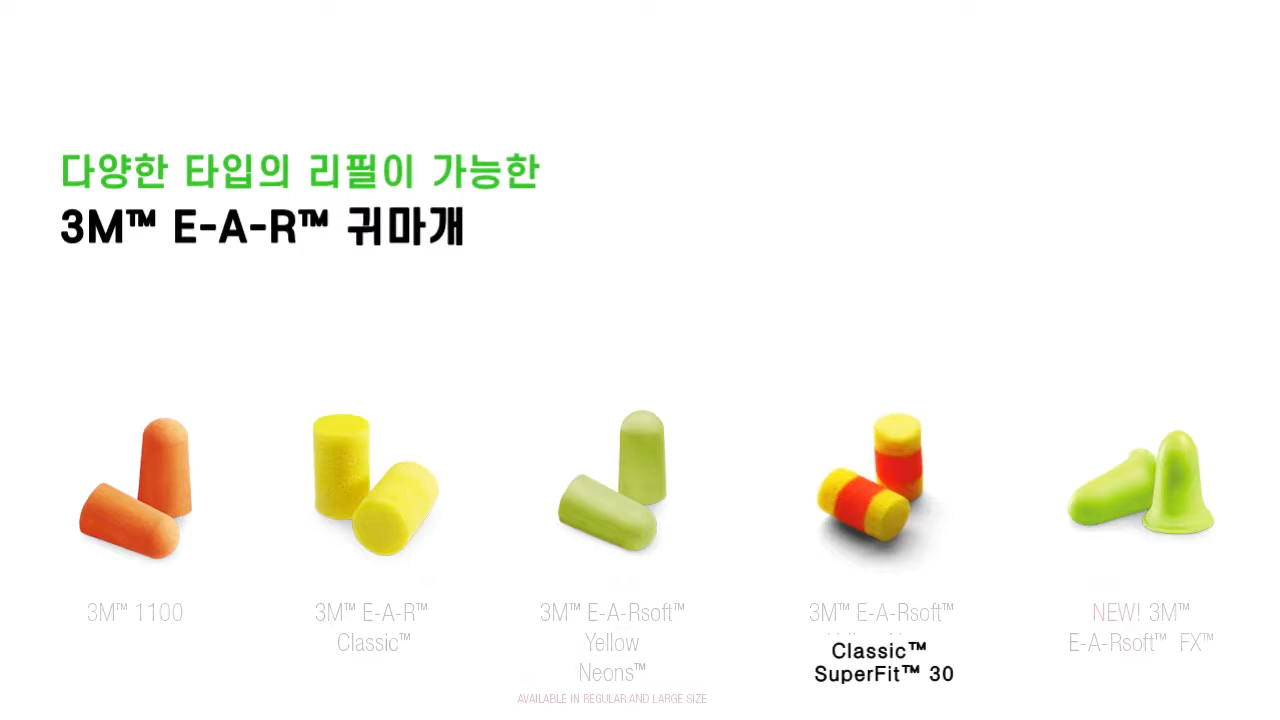 다양한 타입의 리필이 가능한
3M™ E-A-R™ 귀마개
3M™ 1100
3M™ E-A-R™
Classic™
3M™ E-A-Rsoft™
Yellow
Neons™
AVAILABLE IN REGULAR AND LARGE SIZE
3M™ E-A-Rsoft™
Classic™
SuperFit™ 30
NEW! 3M™
E-A-Rsoft™ FX™